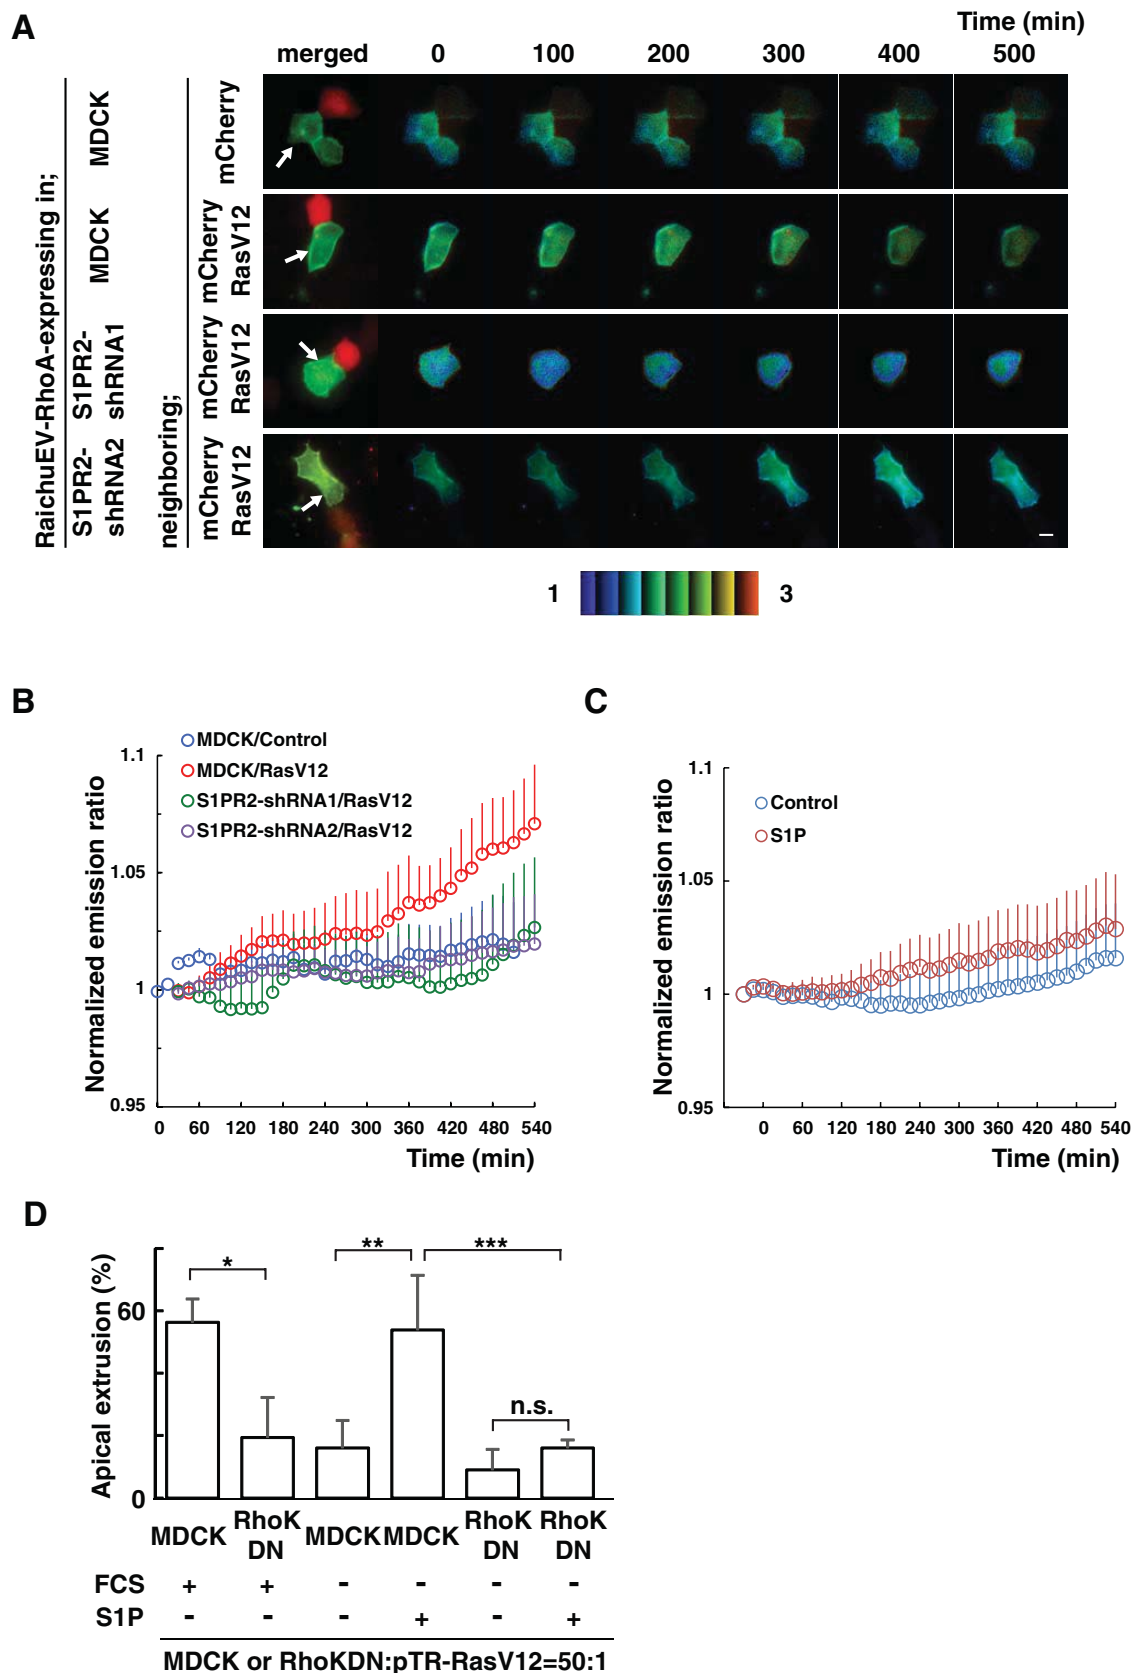 A
Time (min)
merged 0 100 200 300 400 500
RaichuEV-RhoA-expressing in;
MDCK
MDCK
S1PR2-
shRNA1
S1PR2-
shRNA2
neighboring;
mCherry
mCherry
RasV12
mCherry
RasV12
mCherry
RasV12
1 3
B
MDCK/Control
MDCK/RasV12
S1PR2-shRNA1/RasV12
S1PR2-shRNA2/RasV12
Normalized emission ratio
1.1
1.05
1
0.95
0 60 120 180 240 300 360 420 480 540
Time (min)
C
Control
S1P
Normalized emission ratio
1.1
1.05
1
0.95
0 60 120 180 240 300 360 420 480 540
Time (min)
D
Apical extrusion (%)
60
0
* ** *** n.s.
MDCK RhoK DN MDCK MDCK RhoK DN RhoK DN
FCS + + - - - -
S1P - - - + - +
MDCK or RhoKDN:pTR-RasV12=50:1